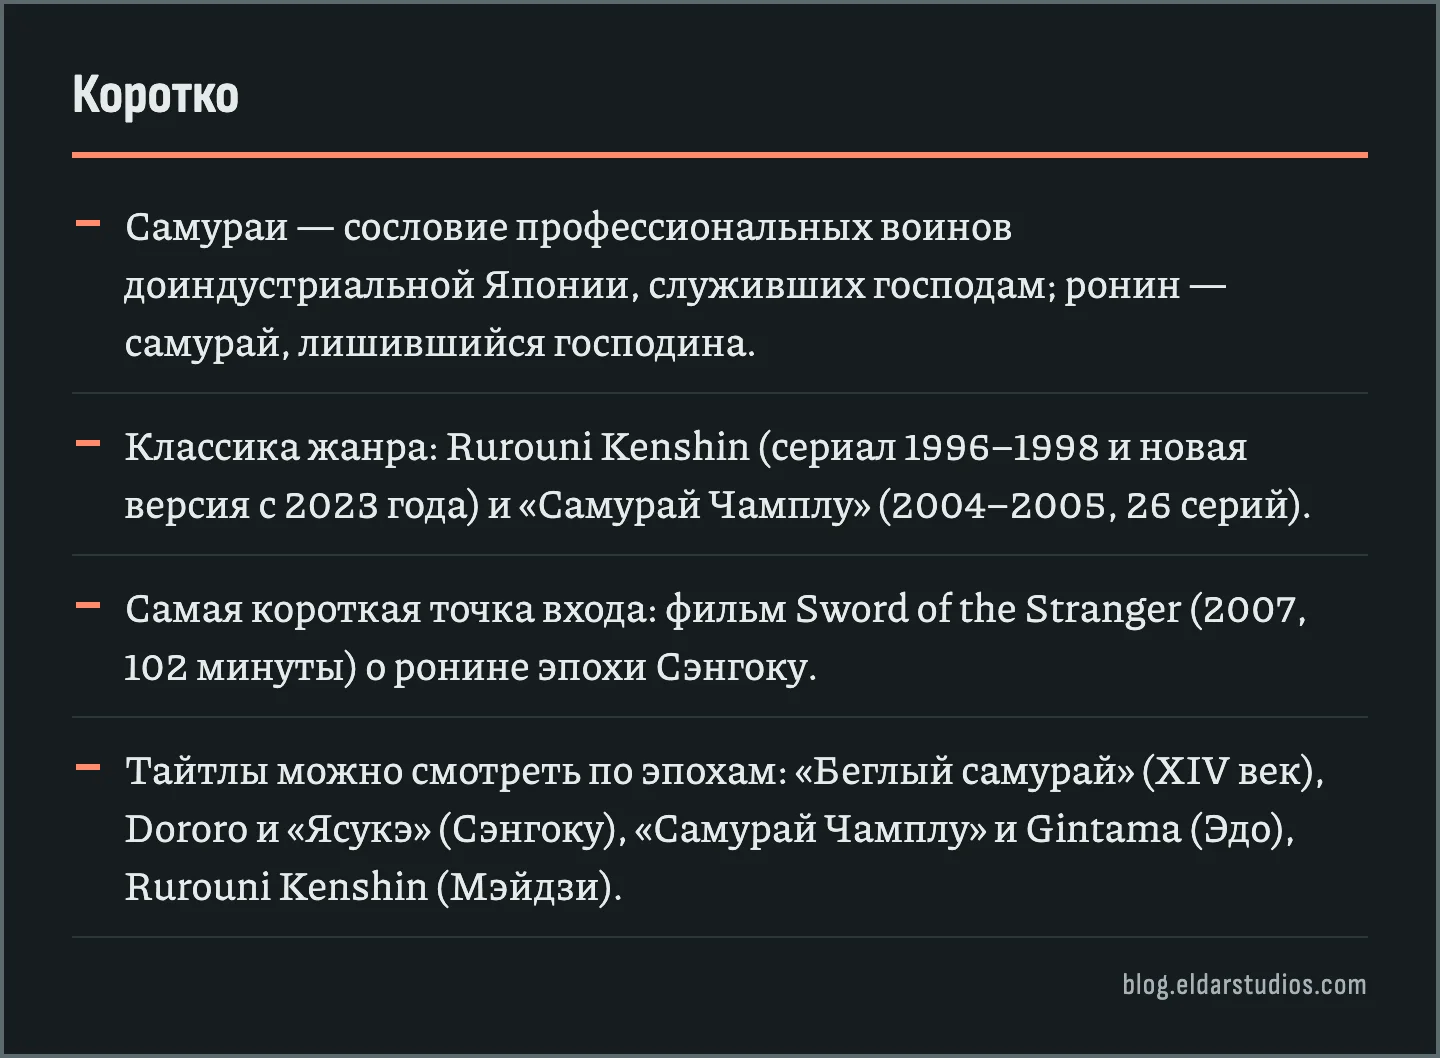 Коротко
Самураи — сословие профессиональных воинов
доиндустриальной Японии, служивших господам; ронин —
самурай, лишившийся господина.
Классика жанра: Rurouni Kenshin (сериал 1996–1998 и новая
версия с 2023 года) и «Самурай Чамплу» (2004–2005, 26 серий).
Самая короткая точка входа: фильм Sword of the Stranger (2007,
102 минуты) о ронине эпохи Сэнгоку.
Тайтлы можно смотреть по эпохам: «Беглый самурай» (XIV век),
Dororo и «Ясукэ» (Сэнгоку), «Самурай Чамплу» и Gintama (Эдо),
Rurouni Kenshin (Мэйдзи).
blog.eldarstudios.com